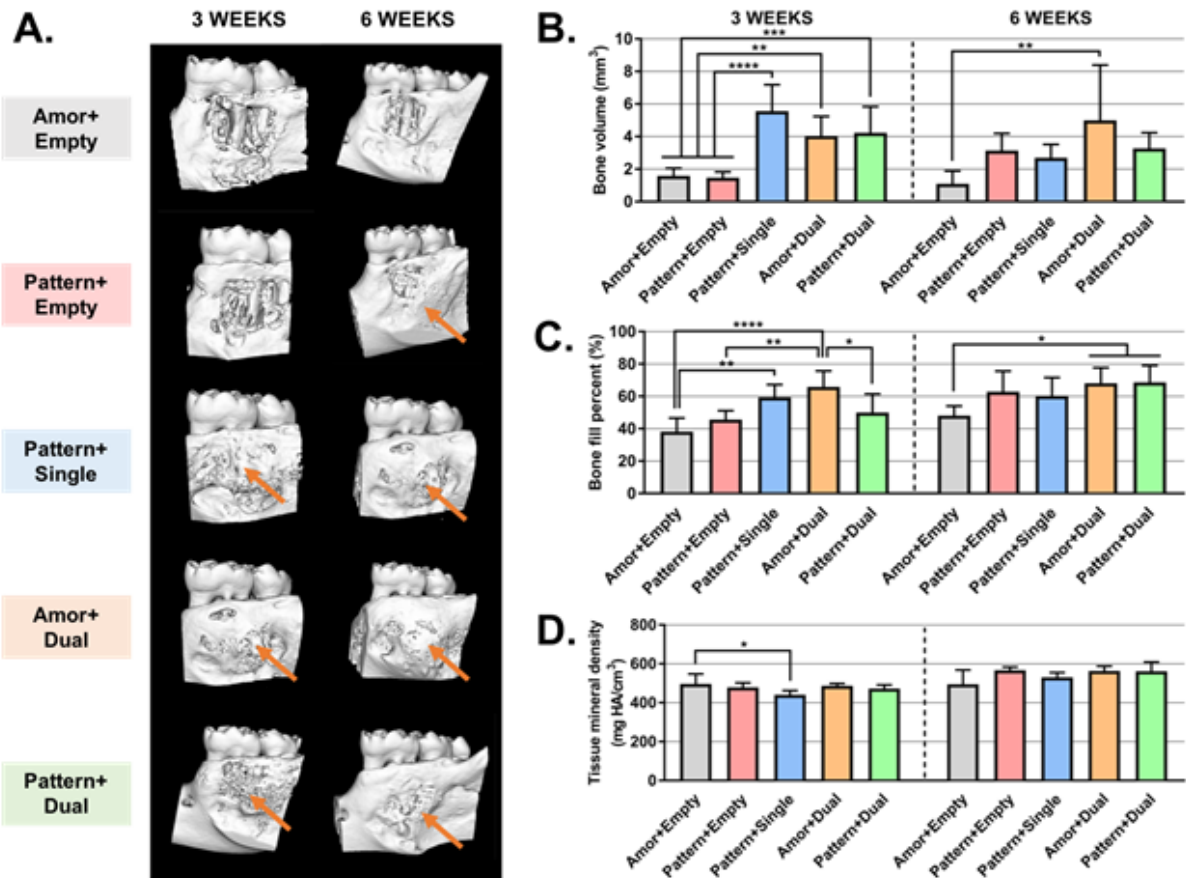 A.
3 WEEKS
6 WEEKS
Amor+
Empty
Pattern+
Empty
Pattern+
Single
Amor+
Dual
Pattern+
Dual
B.
3 WEEKS
6 WEEKS
Bone volume (mm³)
10
8
6
4
2
0
***
**
****
**
Amor+Empty
Pattern+Empty
Pattern+Single
Amor+Dual
Pattern+Dual
Amor+Empty
Pattern+Empty
Pattern+Single
Amor+Dual
Pattern+Dual
C.
Bone fill percent (%)
100
80
60
40
20
0
****
**
*
**
*
Amor+Empty
Pattern+Empty
Pattern+Single
Amor+Dual
Pattern+Dual
Amor+Empty
Pattern+Empty
Pattern+Single
Amor+Dual
Pattern+Dual
D.
Tissue mineral density
(mg HA/cm³)
800
600
400
200
0
*
Amor+Empty
Pattern+Empty
Pattern+Single
Amor+Dual
Pattern+Dual
Amor+Empty
Pattern+Empty
Pattern+Single
Amor+Dual
Pattern+Dual